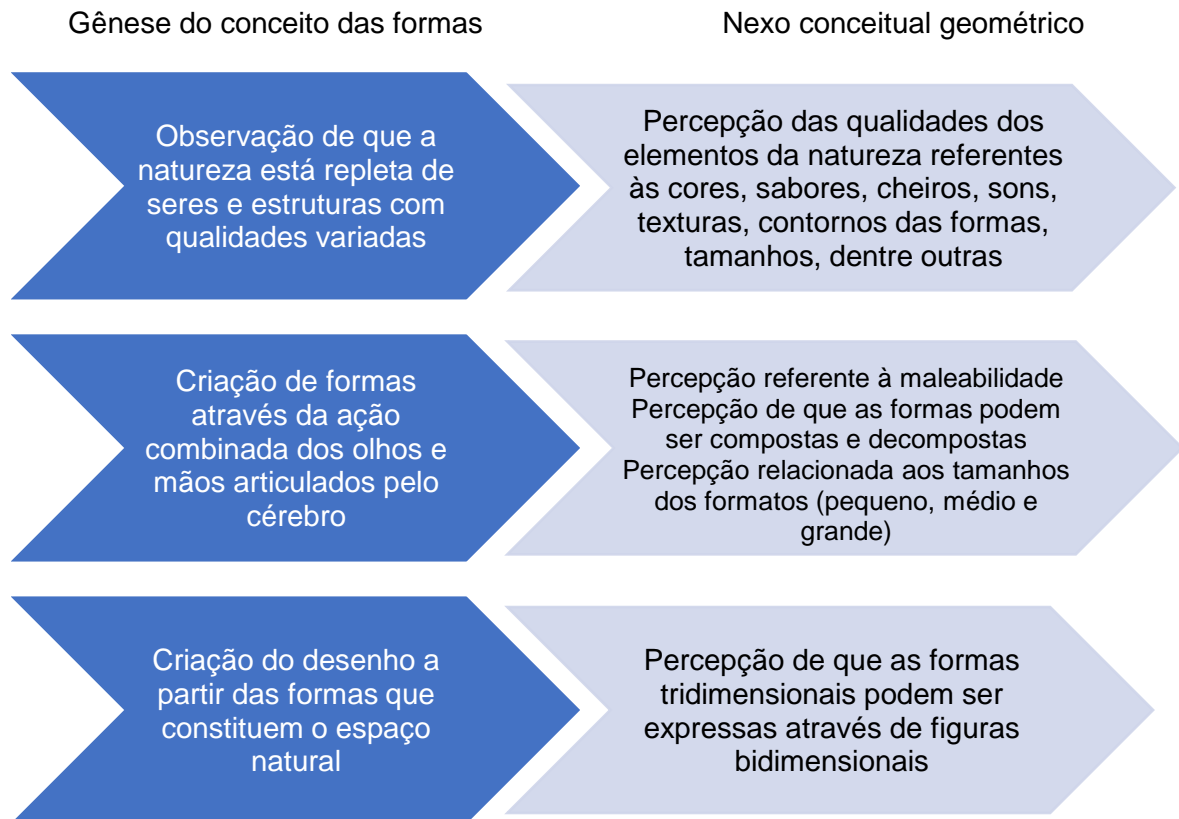 Gênese do conceito das formas
Nexo conceitual geométrico
Observação de que a
natureza está repleta de
seres e estruturas com
qualidades variadas
Percepção das qualidades dos
elementos da natureza referentes
às cores, sabores, cheiros, sons,
texturas, contornos das formas,
tamanhos, dentre outras
Criação de formas
através da ação
combinada dos olhos e
mãos articulados pelo
cérebro
Percepção referente à maleabilidade
Percepção de que as formas podem
ser compostas e decompostas
Percepção relacionada aos tamanhos
dos formatos (pequeno, médio e
grande)
Criação do desenho a
partir das formas que
constituem o espaço
natural
Percepção de que as formas
tridimensionais podem ser
expressas através de figuras
bidimensionais